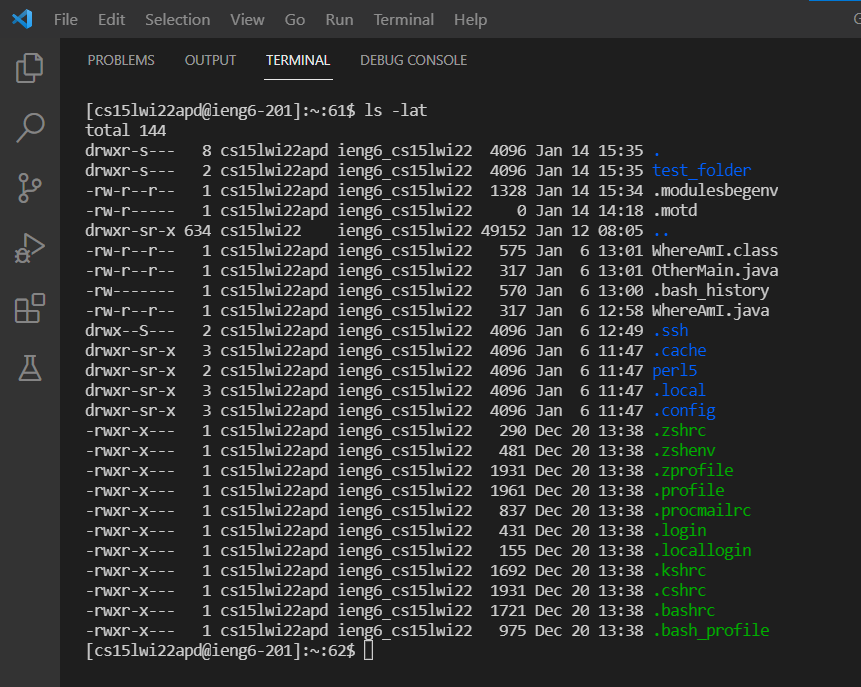 File Edit Selection View Go Run Terminal Help
PROBLEMS OUTPUT TERMINAL DEBUG CONSOLE
[cs15lwi22apd@ieng6-201]:~:61$ ls -lat
total 144
drwxr-s---   8 cs15lwi22apd ieng6_cs15lwi22  4096 Jan 14 15:35 .
drwxr-s---   2 cs15lwi22apd ieng6_cs15lwi22  4096 Jan 14 15:35 test_folder
-rw-r--r--   1 cs15lwi22apd ieng6_cs15lwi22  1328 Jan 14 15:34 .modulesbegenv
-rw-r-----   1 cs15lwi22apd ieng6_cs15lwi22     0 Jan 14 14:18 .motd
drwxr-sr-x 634 cs15lwi22    ieng6_cs15lwi22 49152 Jan 12 08:05 ..
-rw-r--r--   1 cs15lwi22apd ieng6_cs15lwi22   575 Jan  6 13:01 WhereAmI.class
-rw-r--r--   1 cs15lwi22apd ieng6_cs15lwi22   317 Jan  6 13:01 OtherMain.java
-rw-------   1 cs15lwi22apd ieng6_cs15lwi22   570 Jan  6 13:00 .bash_history
-rw-r--r--   1 cs15lwi22apd ieng6_cs15lwi22   317 Jan  6 12:58 WhereAmI.java
drwx--S---   2 cs15lwi22apd ieng6_cs15lwi22  4096 Jan  6 12:49 .ssh
drwxr-sr-x   3 cs15lwi22apd ieng6_cs15lwi22  4096 Jan  6 11:47 .cache
drwxr-sr-x   2 cs15lwi22apd ieng6_cs15lwi22  4096 Jan  6 11:47 perl5
drwxr-sr-x   3 cs15lwi22apd ieng6_cs15lwi22  4096 Jan  6 11:47 .local
drwxr-sr-x   3 cs15lwi22apd ieng6_cs15lwi22  4096 Jan  6 11:47 .config
-rwxr-x---   1 cs15lwi22apd ieng6_cs15lwi22   290 Dec 20 13:38 .zshrc
-rwxr-x---   1 cs15lwi22apd ieng6_cs15lwi22   481 Dec 20 13:38 .zshenv
-rwxr-x---   1 cs15lwi22apd ieng6_cs15lwi22  1931 Dec 20 13:38 .zprofile
-rwxr-x---   1 cs15lwi22apd ieng6_cs15lwi22  1961 Dec 20 13:38 .profile
-rwxr-x---   1 cs15lwi22apd ieng6_cs15lwi22   837 Dec 20 13:38 .procmailrc
-rwxr-x---   1 cs15lwi22apd ieng6_cs15lwi22   431 Dec 20 13:38 .login
-rwxr-x---   1 cs15lwi22apd ieng6_cs15lwi22   155 Dec 20 13:38 .locallogin
-rwxr-x---   1 cs15lwi22apd ieng6_cs15lwi22  1692 Dec 20 13:38 .kshrc
-rwxr-x---   1 cs15lwi22apd ieng6_cs15lwi22  1931 Dec 20 13:38 .cshrc
-rwxr-x---   1 cs15lwi22apd ieng6_cs15lwi22  1721 Dec 20 13:38 .bashrc
-rwxr-x---   1 cs15lwi22apd ieng6_cs15lwi22   975 Dec 20 13:38 .bash_profile
[cs15lwi22apd@ieng6-201]:~:62$